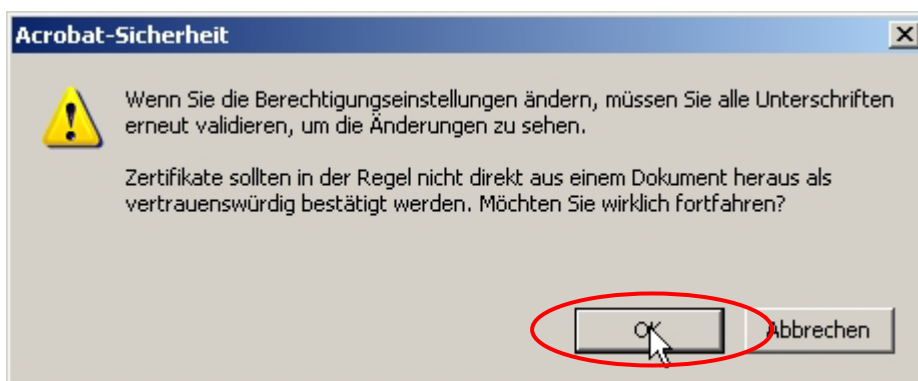 Acrobat-Sicherheit
Wenn Sie die Berechtigungseinstellungen ändern, müssen Sie alle Unterschriften
erneut validieren, um die Änderungen zu sehen.
Zertifikate sollten in der Regel nicht direkt aus einem Dokument heraus als
vertrauenswürdig bestätigt werden. Möchten Sie wirklich fortfahren?
OK Abbrechen